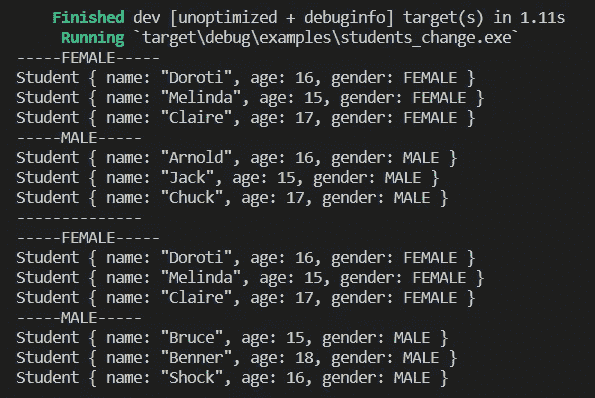 Finished dev [unoptimized + debuginfo] target(s) in 1.11s
Running `target\debug\examples\students_change.exe`
-----FEMALE-----
Student { name: "Doroti", age: 16, gender: FEMALE }
Student { name: "Melinda", age: 15, gender: FEMALE }
Student { name: "Claire", age: 17, gender: FEMALE }
-----MALE-----
Student { name: "Arnold", age: 16, gender: MALE }
Student { name: "Jack", age: 15, gender: MALE }
Student { name: "Chuck", age: 17, gender: MALE }
--------------
-----FEMALE-----
Student { name: "Doroti", age: 16, gender: FEMALE }
Student { name: "Melinda", age: 15, gender: FEMALE }
Student { name: "Claire", age: 17, gender: FEMALE }
-----MALE-----
Student { name: "Bruce", age: 15, gender: MALE }
Student { name: "Benner", age: 18, gender: MALE }
Student { name: "Shock", age: 16, gender: MALE }